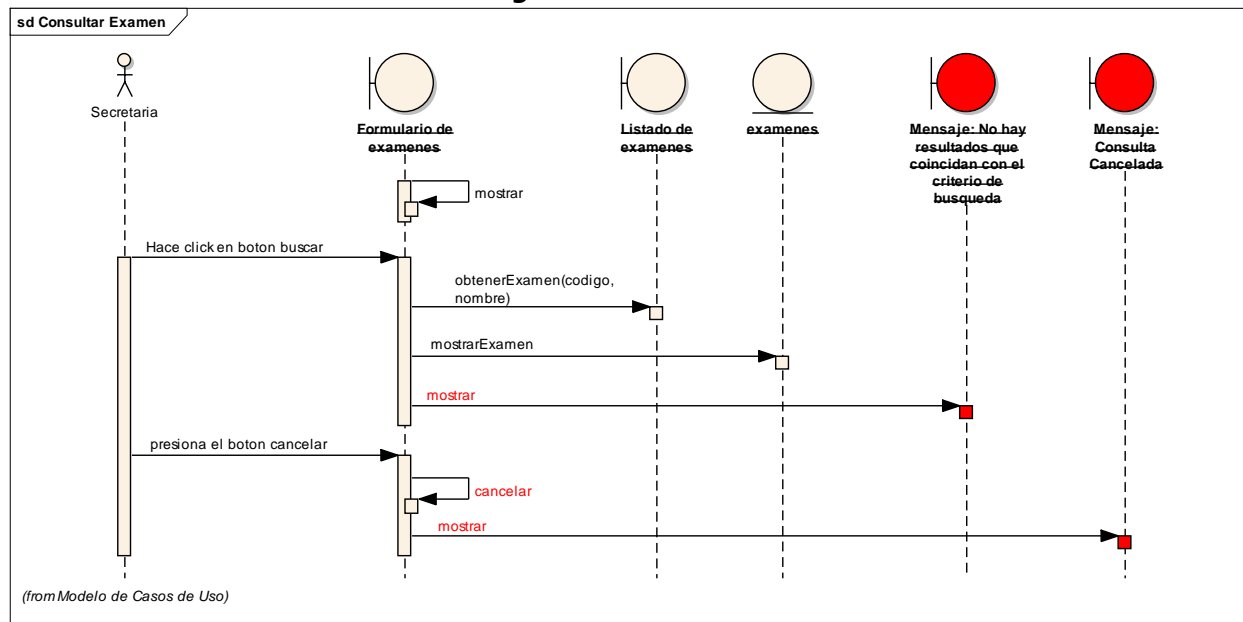 sd Consultar Examen
Secretaria
Formulario de
examenes
Listado de
examenes
examenes
Mensaje: No hay
resultados que
coincidan con el
criterio de
busqueda
Mensaje:
Consulta
Cancelada
mostrar
Hace click en boton buscar
obtenerExamen(codigo,
nombre)
mostrarExamen
mostrar
presiona el boton cancelar
cancelar
mostrar
(from Modelo de Casos de Uso)